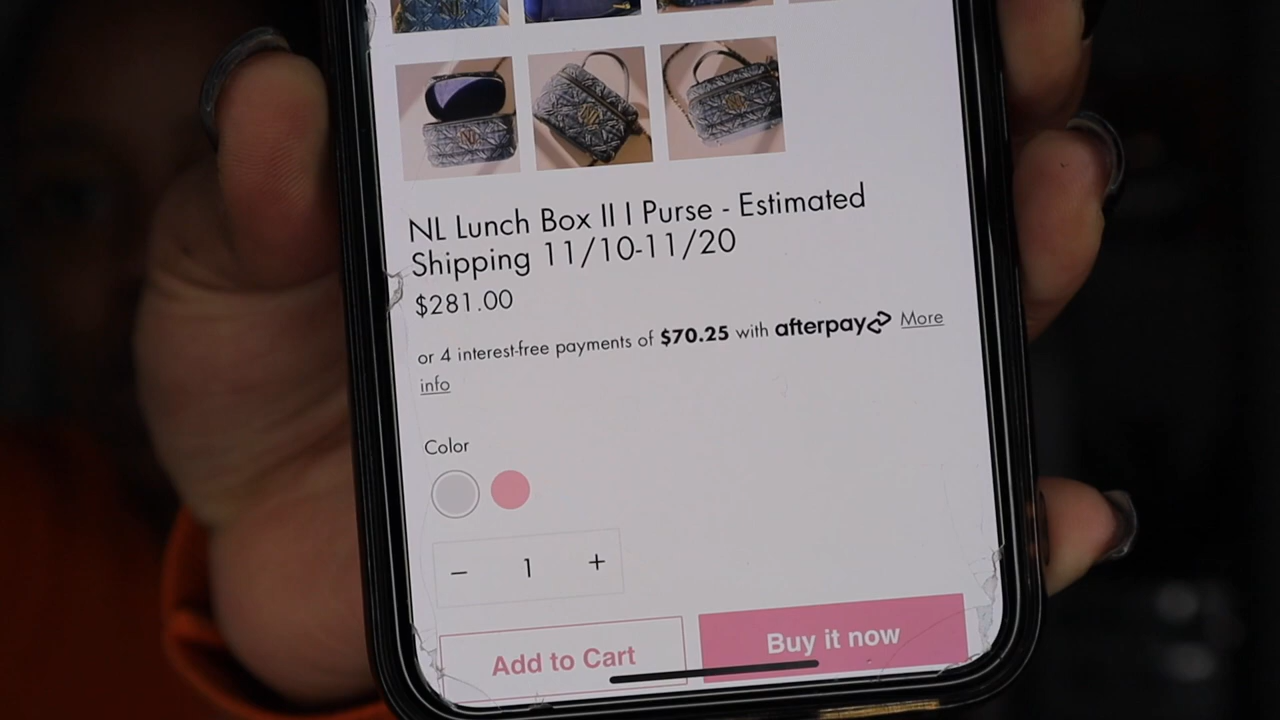 NL Lunch Box II I Purse - Estimated
Shipping 11/10-11/20
$281.00
or 4 interest-free payments of $70.25 with afterpay More
info
Color
− 1 +
Add to Cart
Buy it now